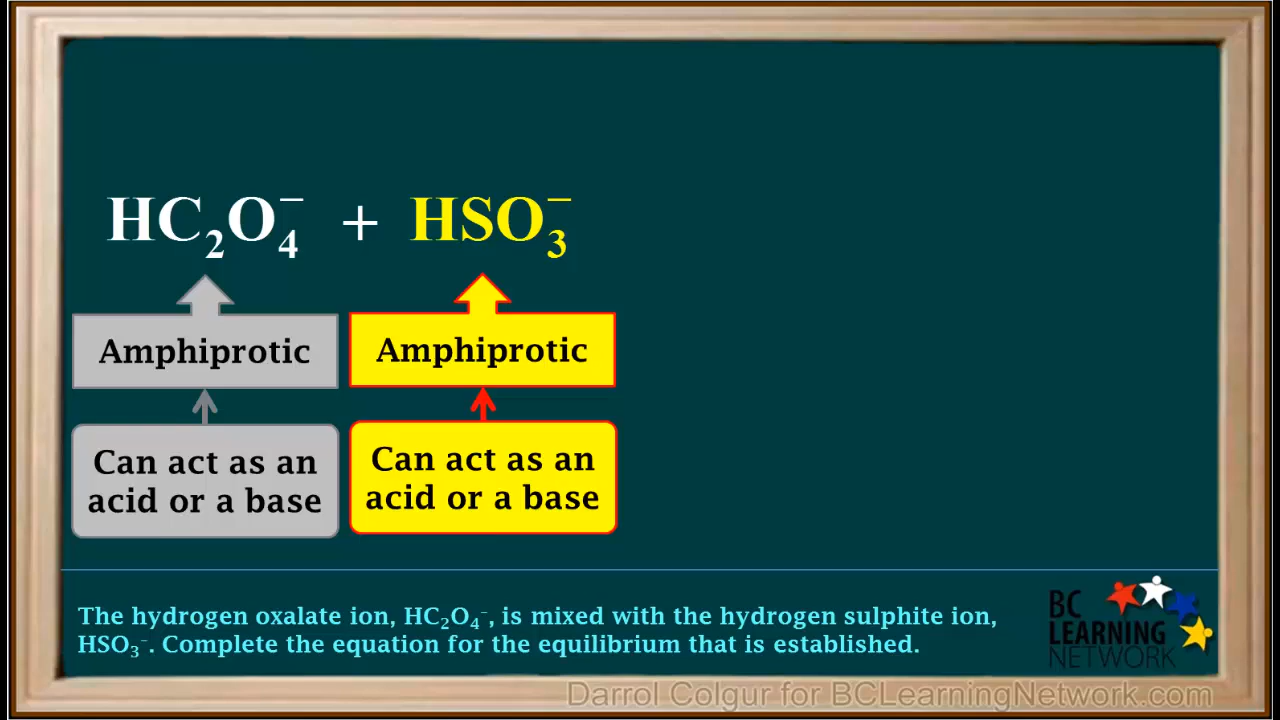 HC₂O₄⁻ + HSO₃⁻
Amphiprotic
Amphiprotic
Can act as an
acid or a base
Can act as an
acid or a base
The hydrogen oxalate ion, HC₂O₄⁻, is mixed with the hydrogen sulphite ion,
HSO₃⁻. Complete the equation for the equilibrium that is established.
BC
LEARNING
NETWORK
Darrol Colgur for BCLearningNetwork.com